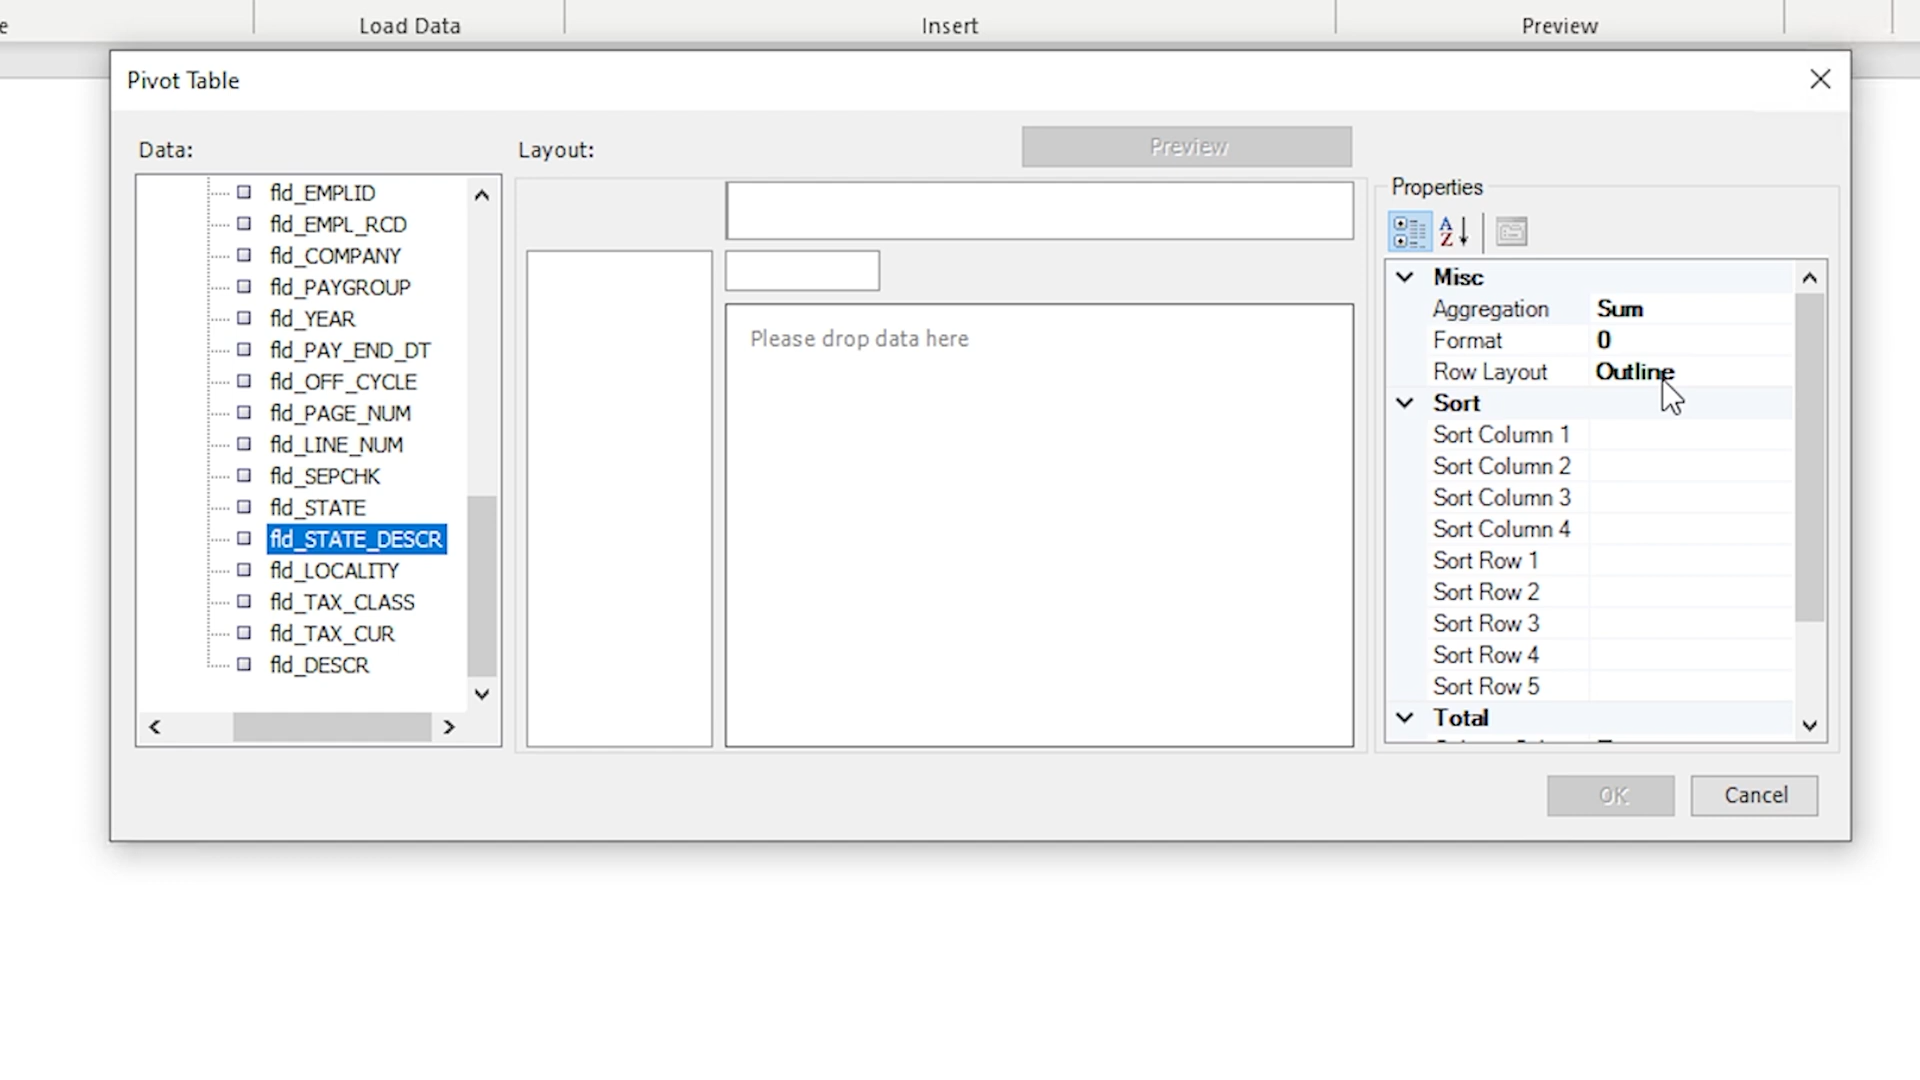 e
Load Data
Insert
Preview
Pivot Table
Data:
Layout:
Preview
fld_EMPLID
fld_EMPL_RCD
fld_COMPANY
fld_PAYGROUP
fld_YEAR
fld_PAY_END_DT
fld_OFF_CYCLE
fld_PAGE_NUM
fld_LINE_NUM
fld_SEPCHK
fld_STATE
fld_STATE_DESCR
fld_LOCALITY
fld_TAX_CLASS
fld_TAX_CUR
fld_DESCR
Please drop data here
Properties
Misc
Aggregation Sum
Format 0
Row Layout Outline
Sort
Sort Column 1
Sort Column 2
Sort Column 3
Sort Column 4
Sort Row 1
Sort Row 2
Sort Row 3
Sort Row 4
Sort Row 5
Total
OK
Cancel